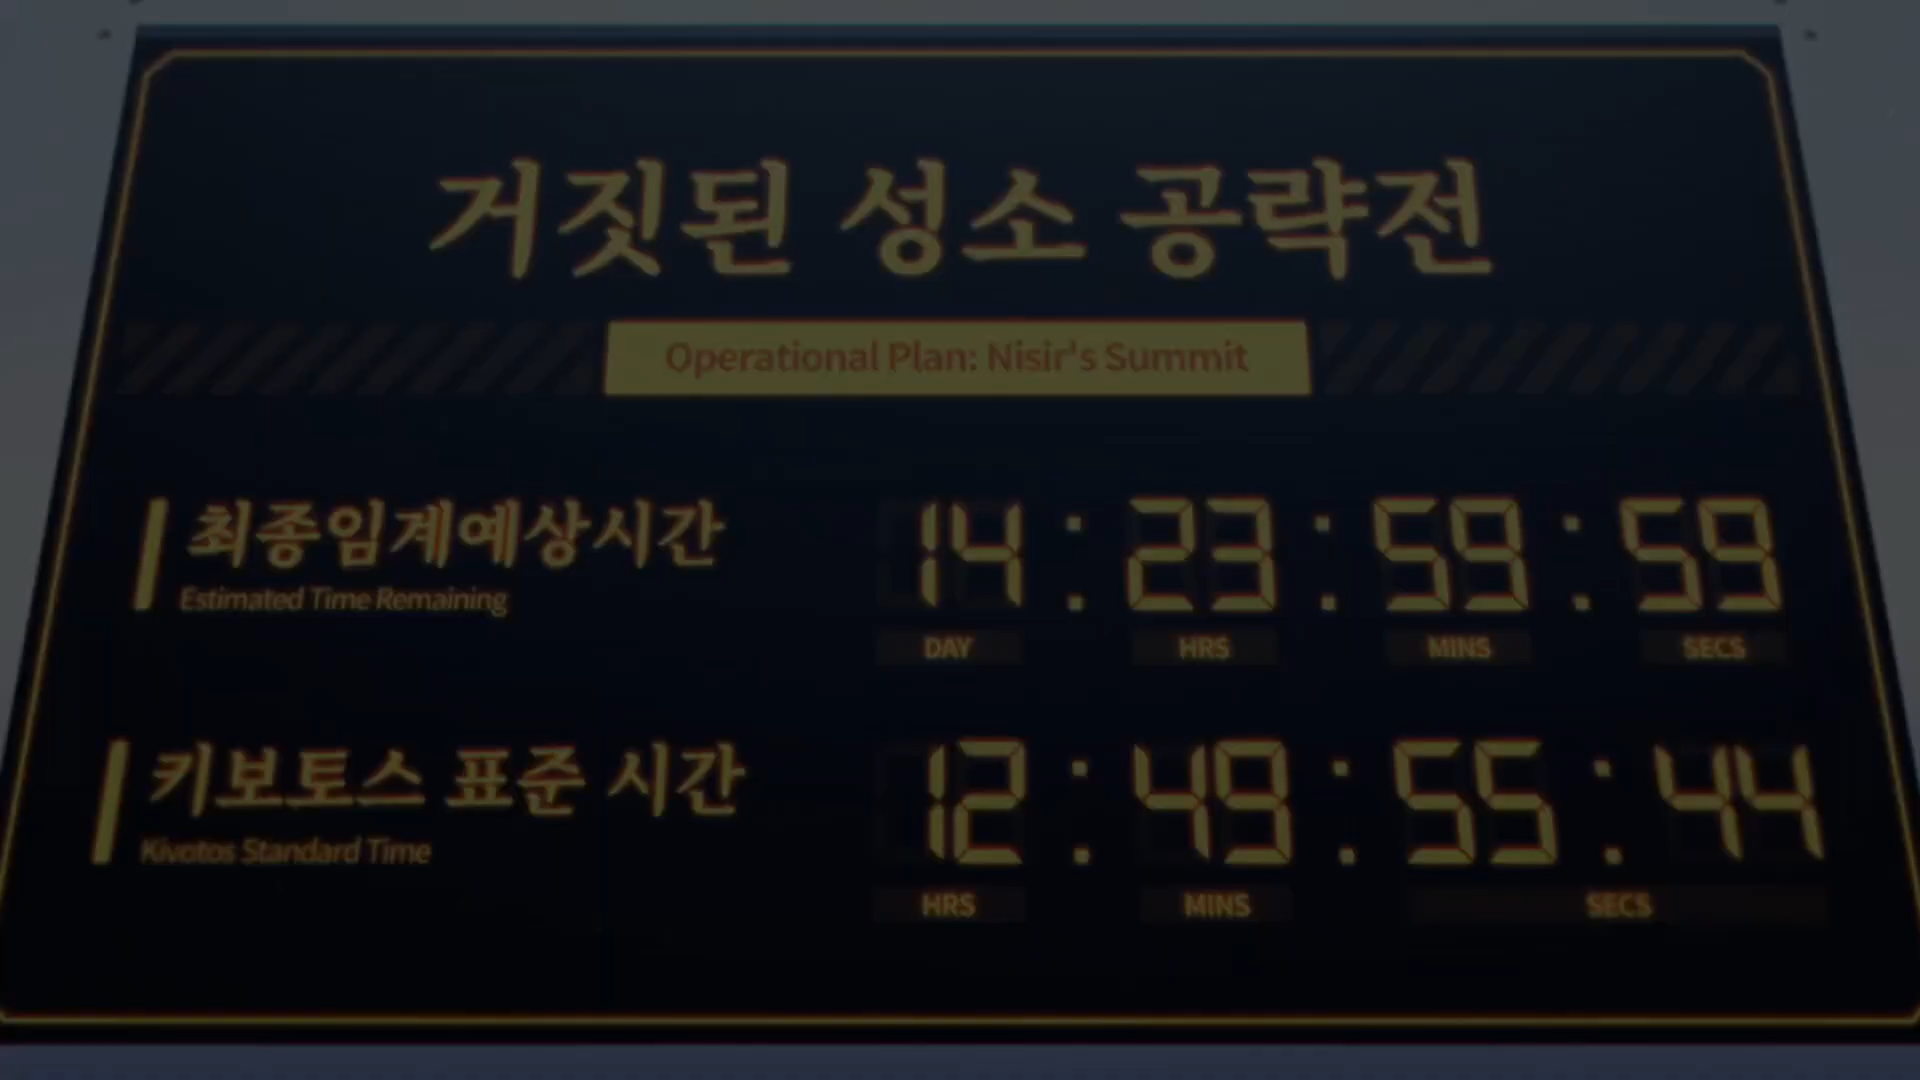 거짓된 성소 공략전
Operational Plan: Nisir's Summit
최종임계예상시간
Estimated Time Remaining
14 : 23 : 59 : 59
DAY HRS MINS SECS
키보토스 표준 시간
Kivotos Standard Time
12 : 49 : 55 : 44
HRS MINS SECS